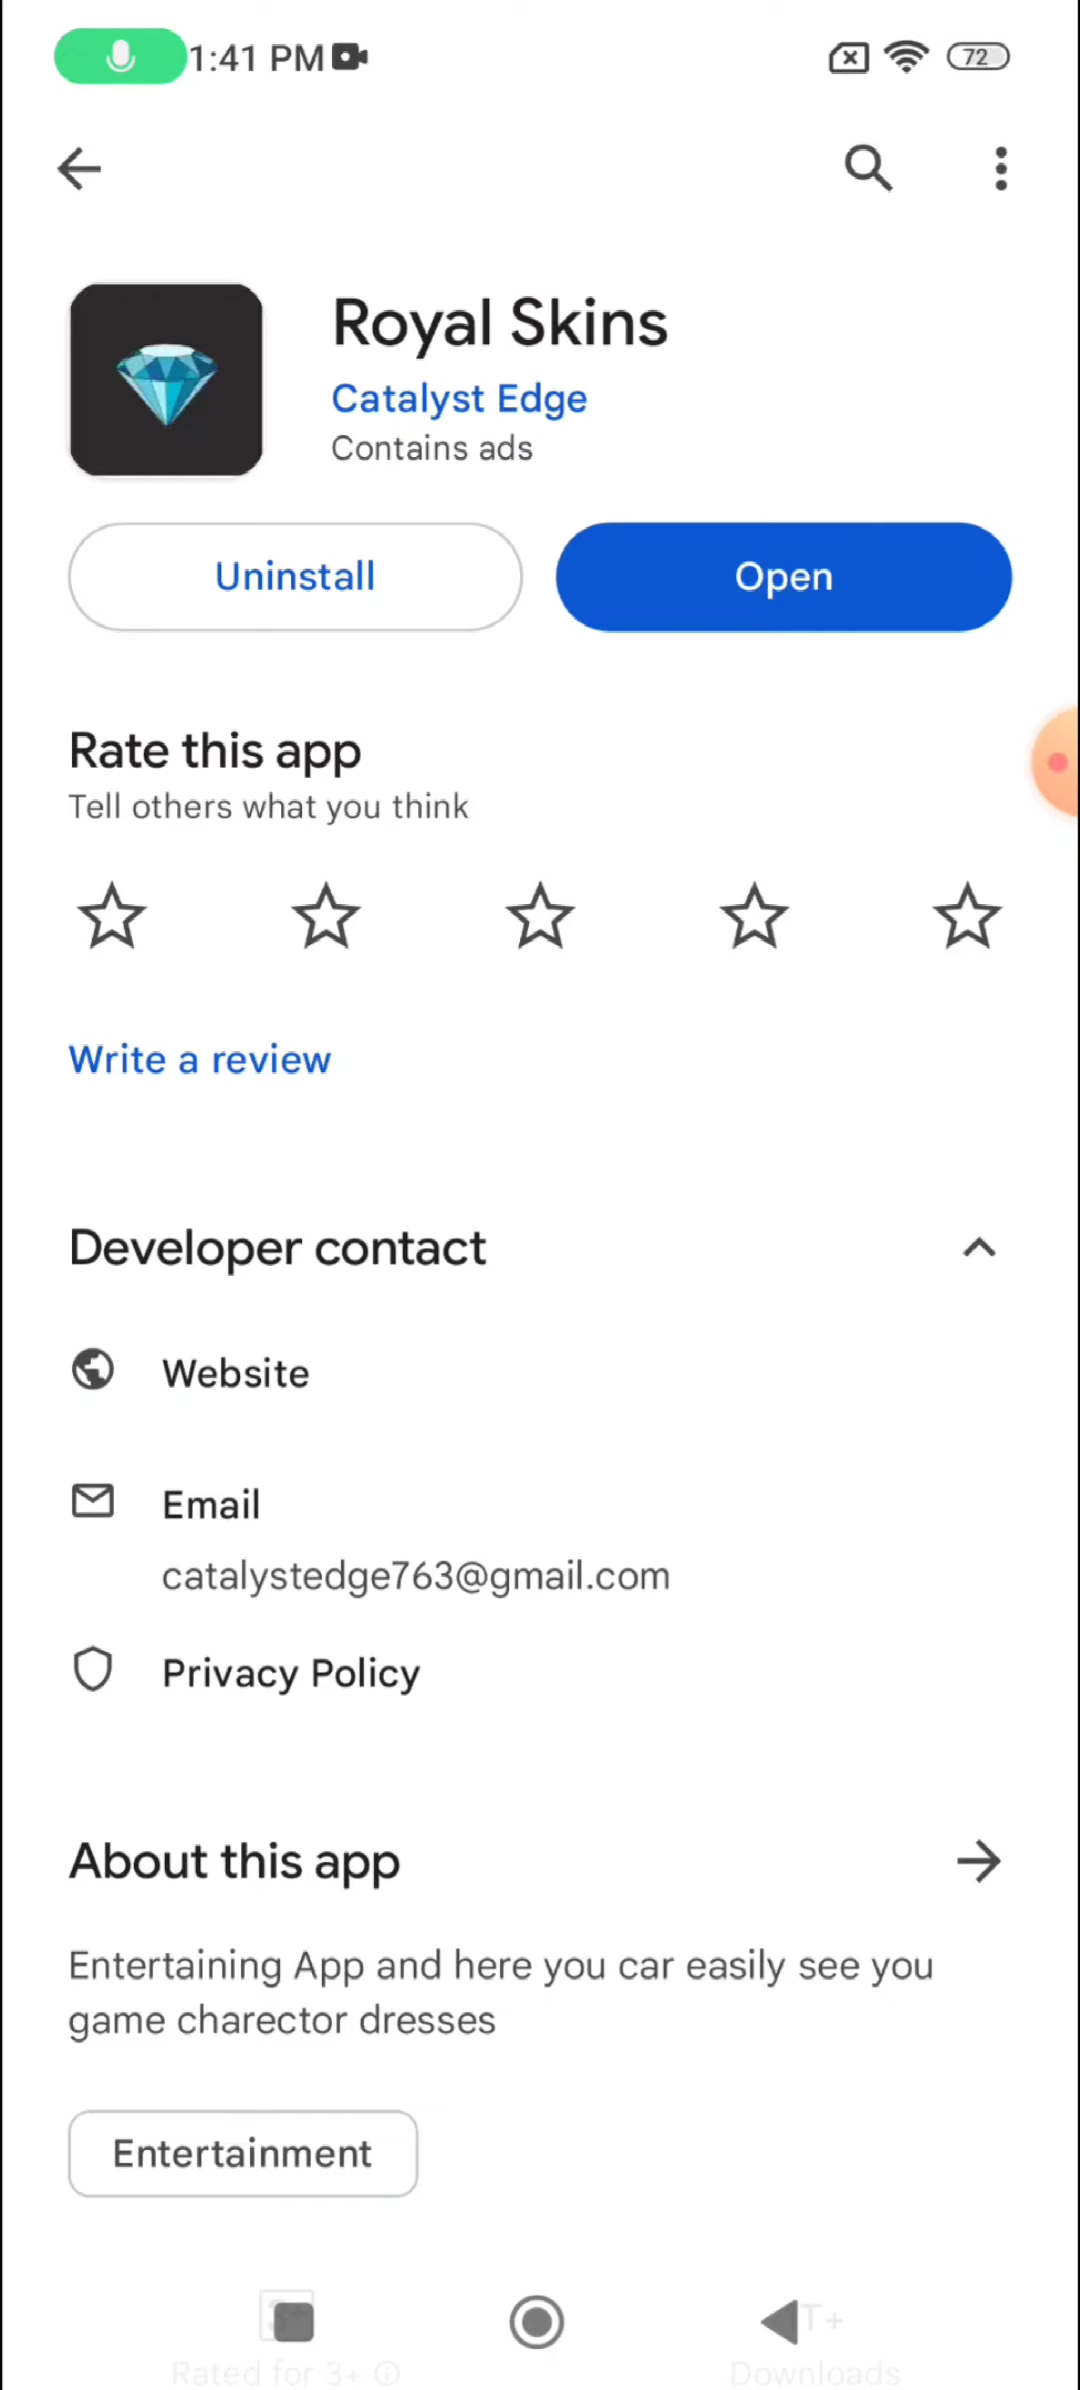 1:41 PM
72
Royal Skins
Catalyst Edge
Contains ads
Uninstall
Open
Rate this app
Tell others what you think
Write a review
Developer contact
Website
Email
catalystedge763@gmail.com
Privacy Policy
About this app
Entertaining App and here you car easily see you
game charector dresses
Entertainment
T+
Rated for 3+
Downloads